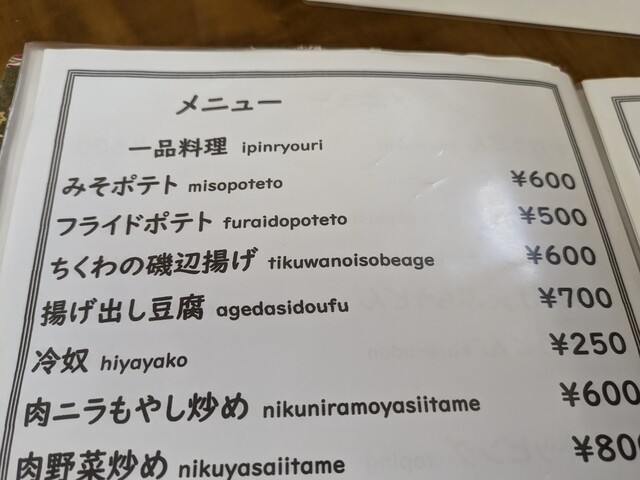 メニュー
一品料理 ipinryouri
みそポテト misopoteto ¥600
フライドポテト furaidopoteto ¥500
ちくわの磯辺揚げ tikuwanoisobeage ¥600
揚げ出し豆腐 agedasidoufu ¥700
冷奴 hiyayako ¥250
肉ニラもやし炒め nikuniramoyasiitame ¥600
肉野菜炒め nikuyasaiitame ¥800